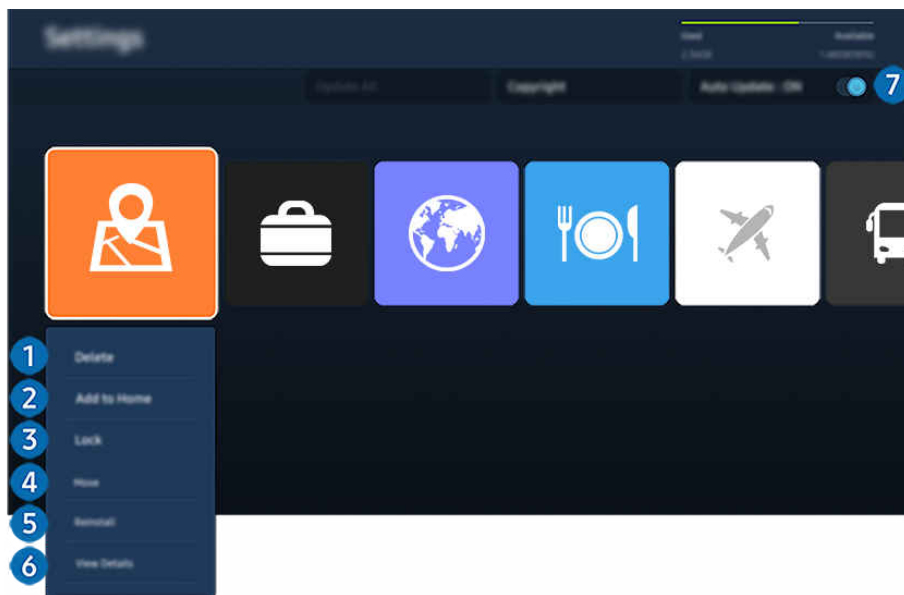 Settings
Used Available
Update All Copyright Auto Update : ON 7
1 Delete
2 Add to Home
3 Lock
4 Move
5 Reinstall
6 View Details